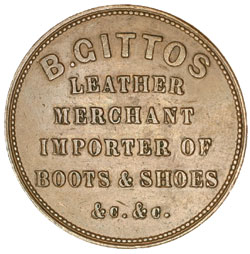 B. GITTOS
LEATHER
MERCHANT
IMPORTER OF
BOOTS & SHOES
&c. &c.